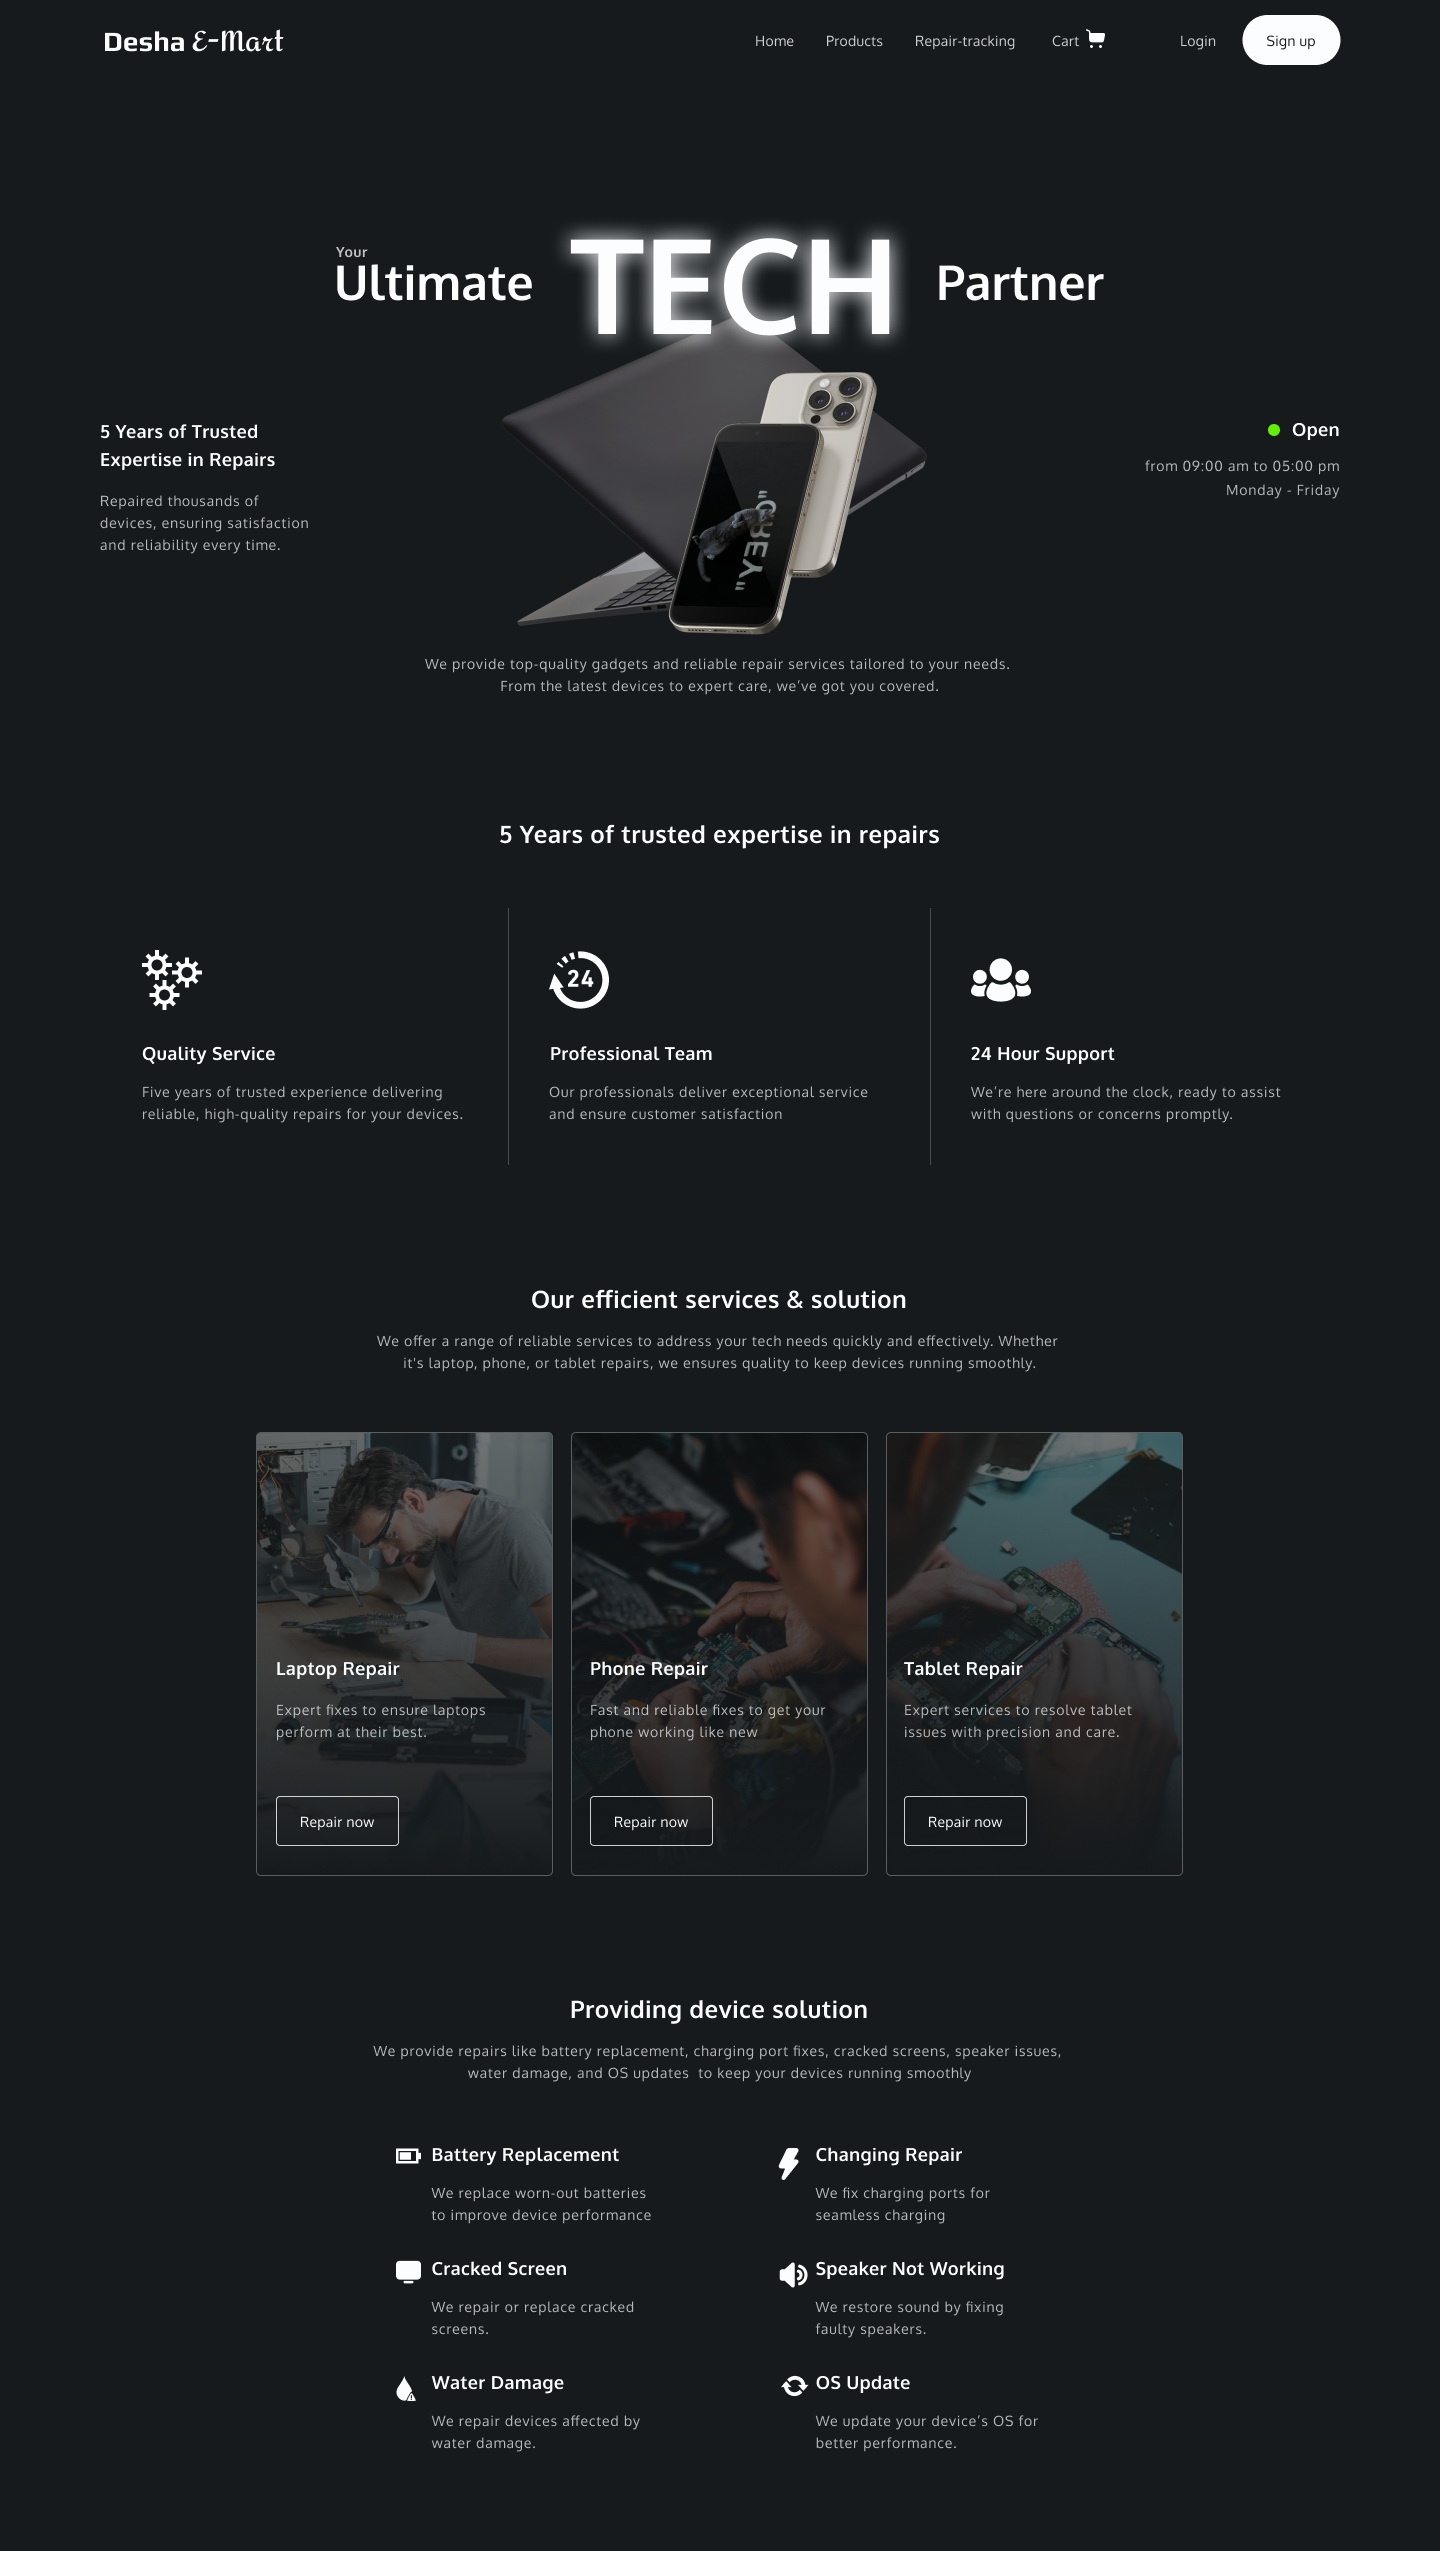 Desha E-Mart
Home Products Repair-tracking Cart Login Sign up
Your
Ultimate TECH Partner
5 Years of Trusted
Expertise in Repairs
Repaired thousands of
devices, ensuring satisfaction
and reliability every time.
Open
from 09:00 am to 05:00 pm
Monday - Friday
"GREY"
We provide top-quality gadgets and reliable repair services tailored to your needs.
From the latest devices to expert care, we’ve got you covered.
5 Years of trusted expertise in repairs
Quality Service
Five years of trusted experience delivering
reliable, high-quality repairs for your devices.
24
Professional Team
Our professionals deliver exceptional service
and ensure customer satisfaction
24 Hour Support
We’re here around the clock, ready to assist
with questions or concerns promptly.
Our efficient services & solution
We offer a range of reliable services to address your tech needs quickly and effectively. Whether
it's laptop, phone, or tablet repairs, we ensures quality to keep devices running smoothly.
Laptop Repair
Expert fixes to ensure laptops
perform at their best.
Repair now
Phone Repair
Fast and reliable fixes to get your
phone working like new
Repair now
Tablet Repair
Expert services to resolve tablet
issues with precision and care.
Repair now
Providing device solution
We provide repairs like battery replacement, charging port fixes, cracked screens, speaker issues,
water damage, and OS updates  to keep your devices running smoothly
Battery Replacement
We replace worn-out batteries
to improve device performance
Changing Repair
We fix charging ports for
seamless charging
Cracked Screen
We repair or replace cracked
screens.
Speaker Not Working
We restore sound by fixing
faulty speakers.
Water Damage
We repair devices affected by
water damage.
OS Update
We update your device’s OS for
better performance.